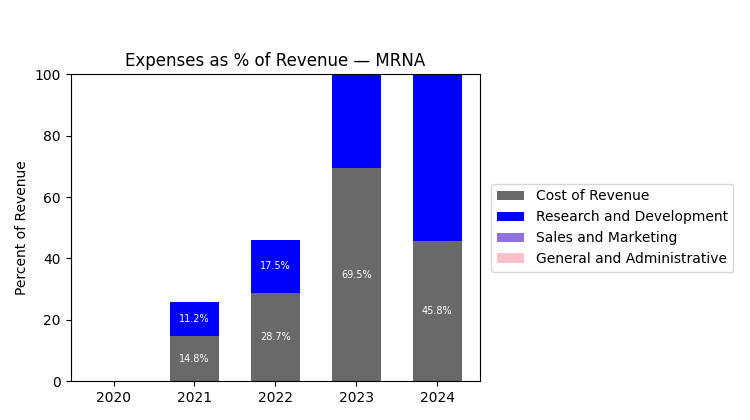 Expenses as % of Revenue — MRNA
Percent of Revenue
100
80
60
40
20
0
11.2%
14.8%
17.5%
28.7%
69.5%
45.8%
2020
2021
2022
2023
2024
Cost of Revenue
Research and Development
Sales and Marketing
General and Administrative